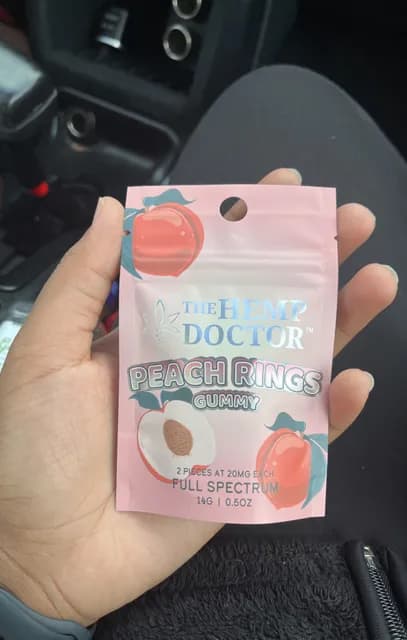 THE HEMP
DOCTOR™
PEACH RINGS
GUMMY
2 PIECES AT 20MG EACH
FULL SPECTRUM
14G | 0.5OZ